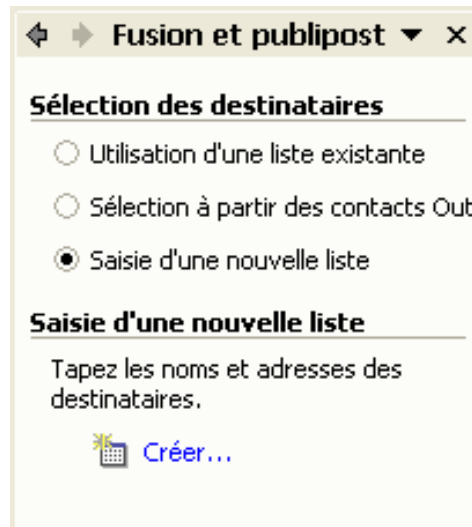 Fusion et publipost
Sélection des destinataires
Utilisation d'une liste existante
Sélection à partir des contacts Out
Saisie d'une nouvelle liste
Saisie d'une nouvelle liste
Tapez les noms et adresses des
destinataires.
Créer...